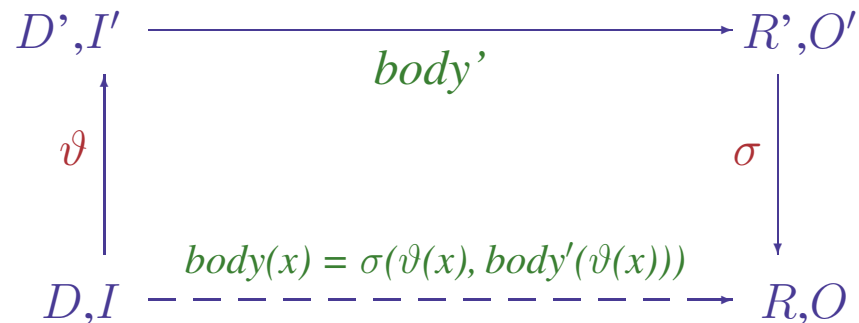 D’,I′ R’,O′
body’
ϑ σ
body(x) = σ(ϑ(x), body′(ϑ(x)))
D,I R,O